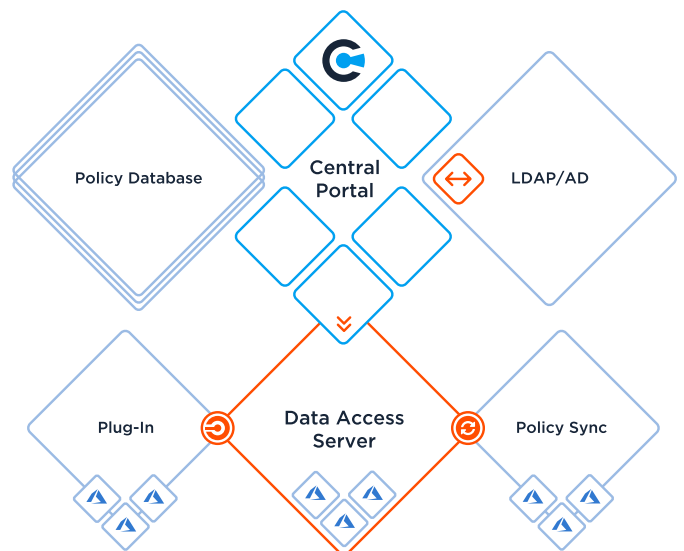 Policy Database
Central
Portal
LDAP/AD
Plug-In
Data Access
Server
Policy Sync